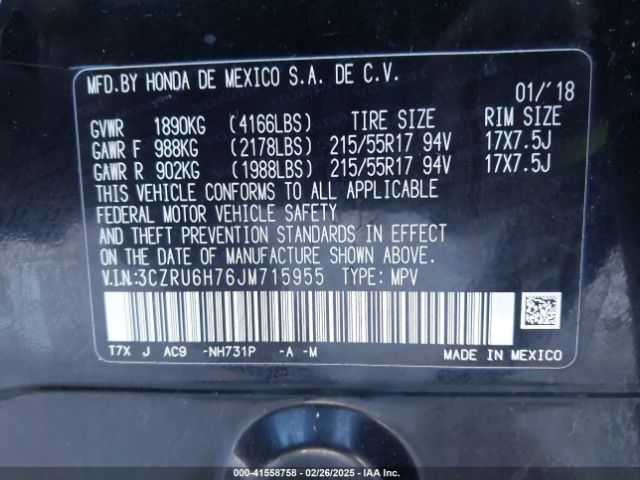 MFD.BY HONDA DE MEXICO S.A. DE C.V.
01/'18
GVWR 1890KG (4166LBS) TIRE SIZE RIM SIZE
GAWR F 988KG (2178LBS) 215/55R17 94V 17X7.5J
GAWR R 902KG (1988LBS) 215/55R17 94V 17X7.5J
THIS VEHICLE CONFORMS TO ALL APPLICABLE
FEDERAL MOTOR VEHICLE SAFETY
AND THEFT PREVENTION STANDARDS IN EFFECT
ON THE DATE OF MANUFACTURE SHOWN ABOVE.
V.I.N.:3CZRU6H76JM715955 TYPE: MPV
T7X J AC9 -NH731P -A -M MADE IN MEXICO
000-41558758 - 02/26/2025 - IAAI.COM